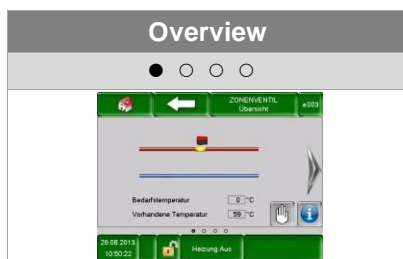 Overview
ZONENVENTIL
Übersicht
e.003
Bedarfstemperatur 0 °C
Vorhandene Temperatur 59 °C
29.08.2013
10:50:22
Heizung Aus